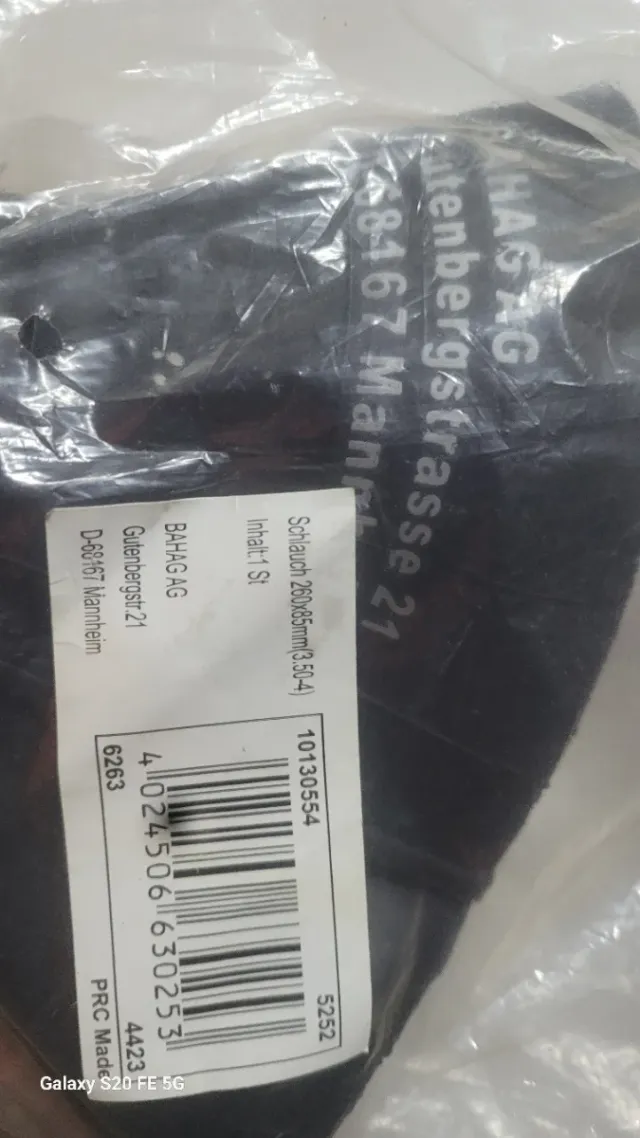 BAHAG AG
Gutenbergstrasse 21
68167 Mann
Schlauch 260x85mm(3.50-4)
Inhalt:1 St
BAHAG AG
Gutenbergstr.21
D-68167 Mannheim
10130554
5252
4 024506 630253
6263
4423
PRC Made
Galaxy S20 FE 5G